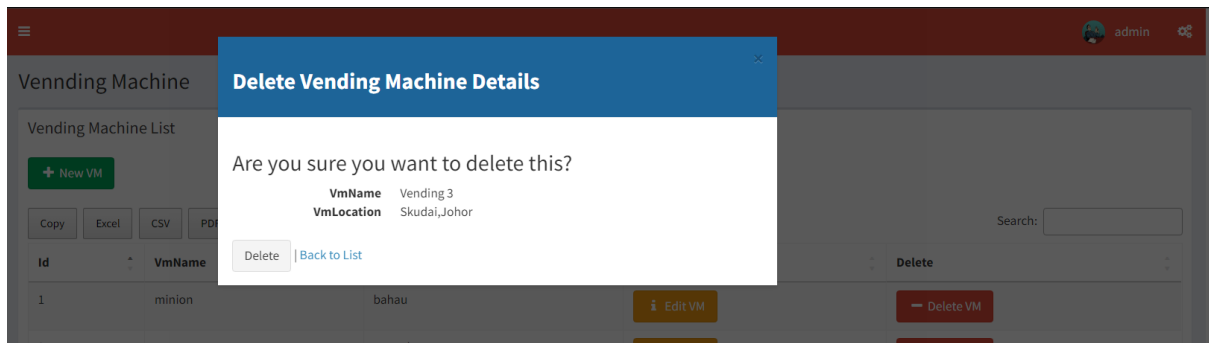 admin
Vennding Machine
Delete Vending Machine Details
×
Vending Machine List
Are you sure you want to delete this?
+ New VM
VmName Vending 3
VmLocation Skudai,Johor
Copy Excel CSV
Search:
Delete | Back to List
Id VmName Delete
1 minion bahau Edit VM Delete VM